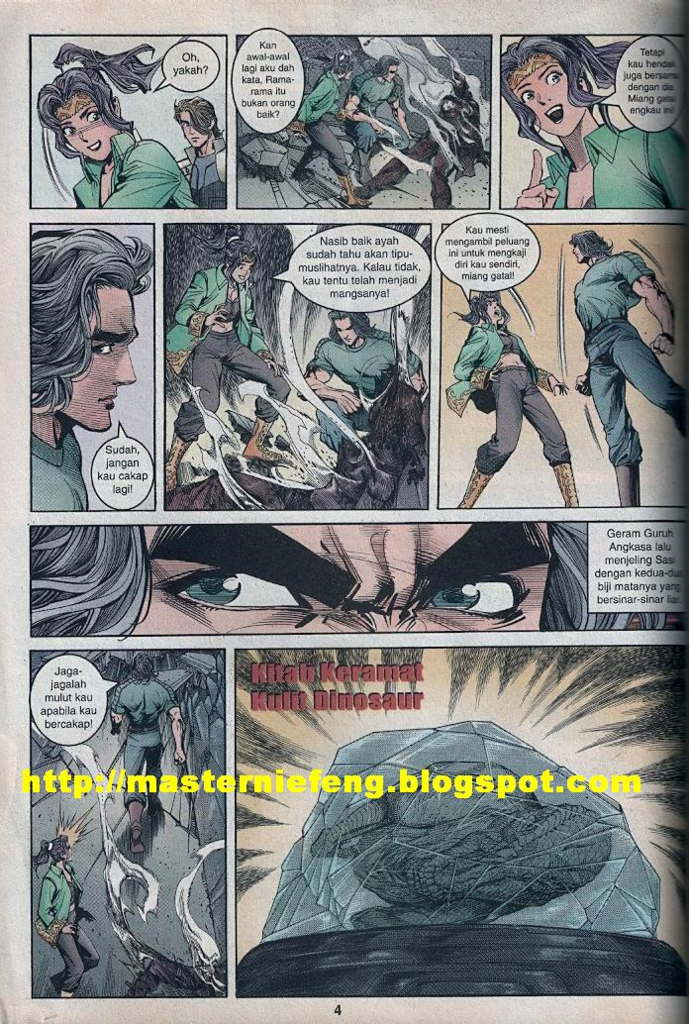 Oh,
yakah?
Kan
awal-awal
lagi aku dah
kata, Rama-
rama itu
bukan orang
baik?
Tetapi
kau hendak
juga bersama
dengan dia.
Miang gatal
engkau ini!
Sudah,
jangan
kau cakap
lagi!
Nasib baik ayah
sudah tahu akan tipu-
muslihatnya. Kalau tidak,
kau tentu telah menjadi
mangsanya!
Kau mesti
mengambil peluang
ini untuk mengkaji
diri kau sendiri,
miang gatal!
Geram Guruh
Angkasa lalu
menjeling Sasi
dengan kedua-dua
biji matanya yang
bersinar-sinar liar.
Jaga-
jagalah
mulut kau
apabila kau
bercakap!
Kitab Keramat
Kulit Dinosaur
http://masterniefeng.blogspot.com
4